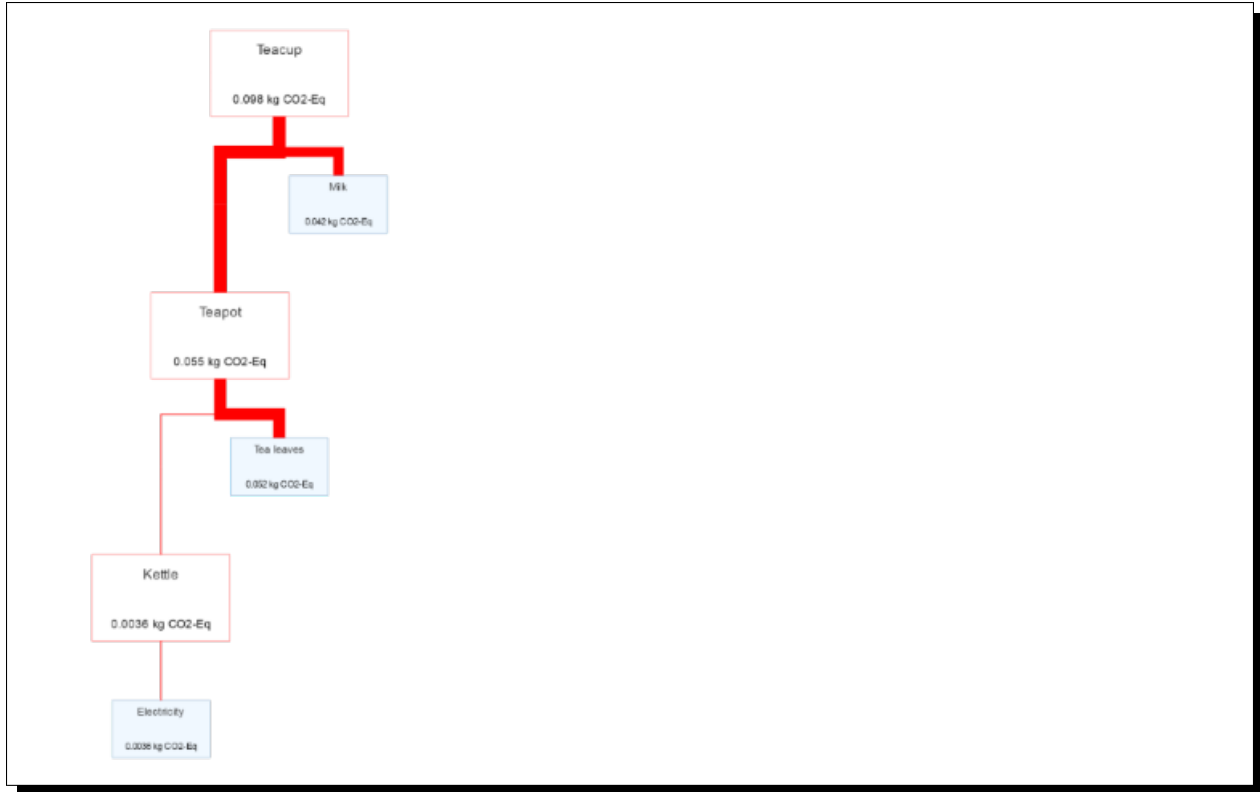 Teacup
0.098 kg CO2-Eq
Milk
0.042 kg CO2-Eq
Teapot
0.055 kg CO2-Eq
Tea leaves
0.052 kg CO2-Eq
Kettle
0.0036 kg CO2-Eq
Electricity
0.0036 kg CO2-Eq